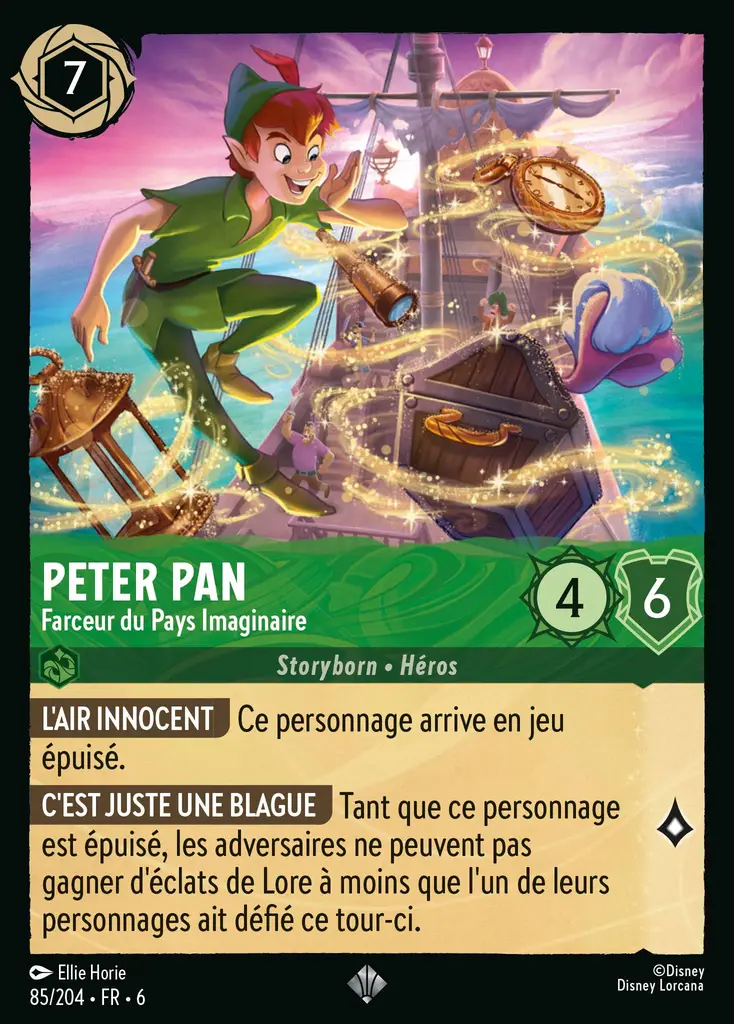 7
PETER PAN
Farceur du Pays Imaginaire
4
6
Storyborn • Héros
L'AIR INNOCENT Ce personnage arrive en jeu
épuisé.
C'EST JUSTE UNE BLAGUE Tant que ce personnage
est épuisé, les adversaires ne peuvent pas
gagner d'éclats de Lore à moins que l'un de leurs
personnages ait défié ce tour-ci.
Ellie Horie
85/204 • FR • 6
©Disney
Disney Lorcana